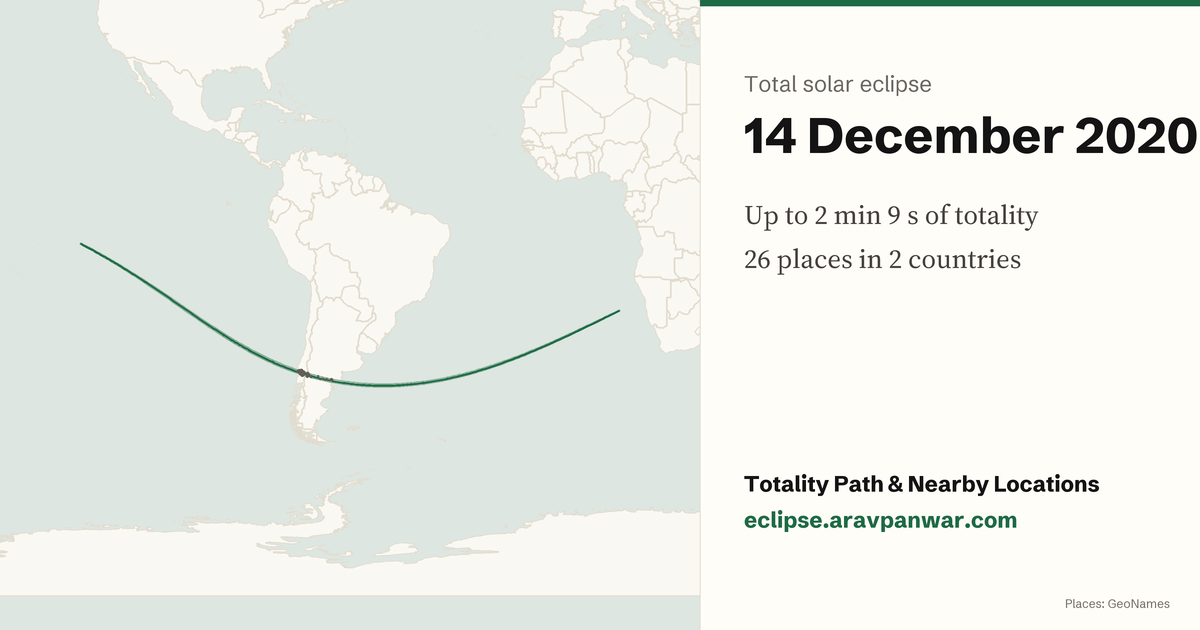 Total solar eclipse
14 December 2020
Up to 2 min 9 s of totality
26 places in 2 countries
Totality Path & Nearby Locations
eclipse.aravpanwar.com
Places: GeoNames